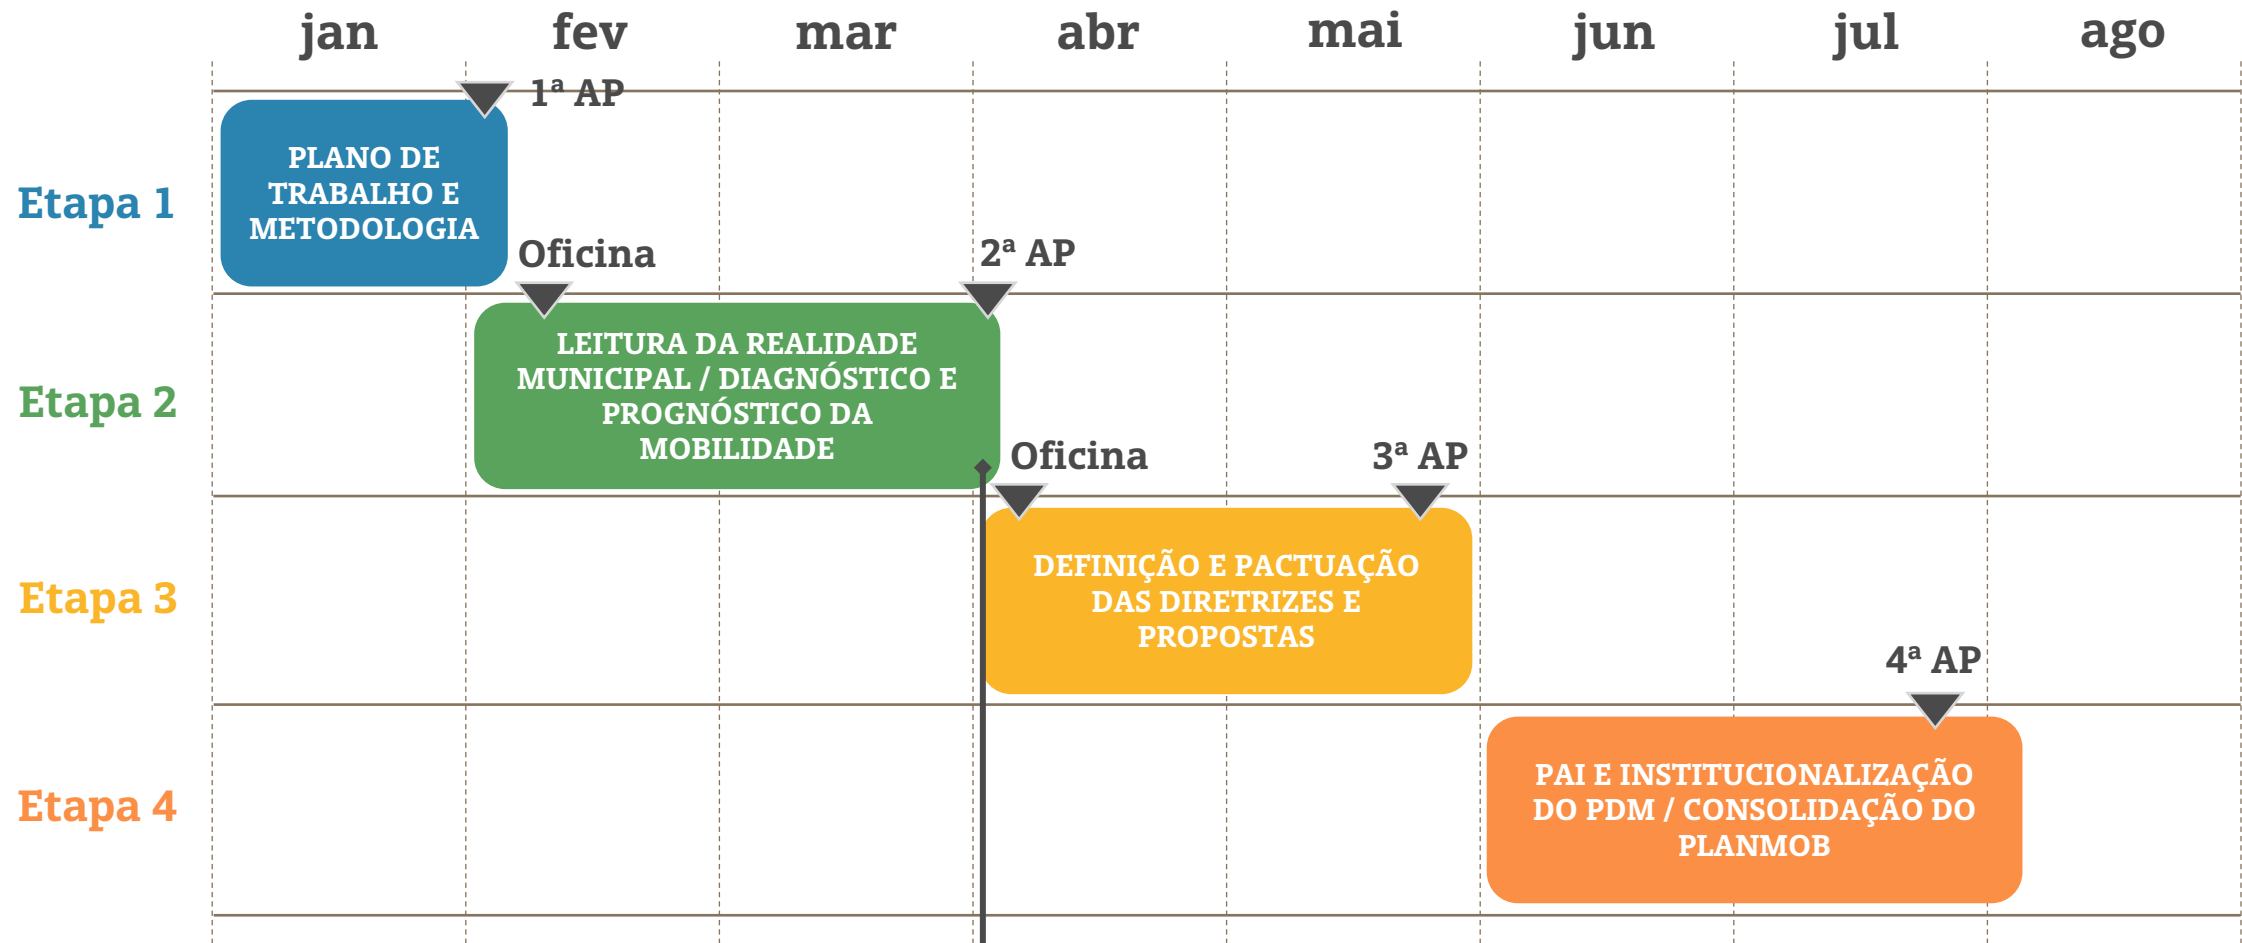 jan fev mar abr mai jun jul ago
1ª AP
Etapa 1
PLANO DE
TRABALHO E
METODOLOGIA
Oficina
2ª AP
Etapa 2
LEITURA DA REALIDADE
MUNICIPAL / DIAGNÓSTICO E
PROGNÓSTICO DA
MOBILIDADE
Oficina
3ª AP
Etapa 3
DEFINIÇÃO E PACTUAÇÃO
DAS DIRETRIZES E
PROPOSTAS
4ª AP
Etapa 4
PAI E INSTITUCIONALIZAÇÃO
DO PDM / CONSOLIDAÇÃO DO
PLANMOB